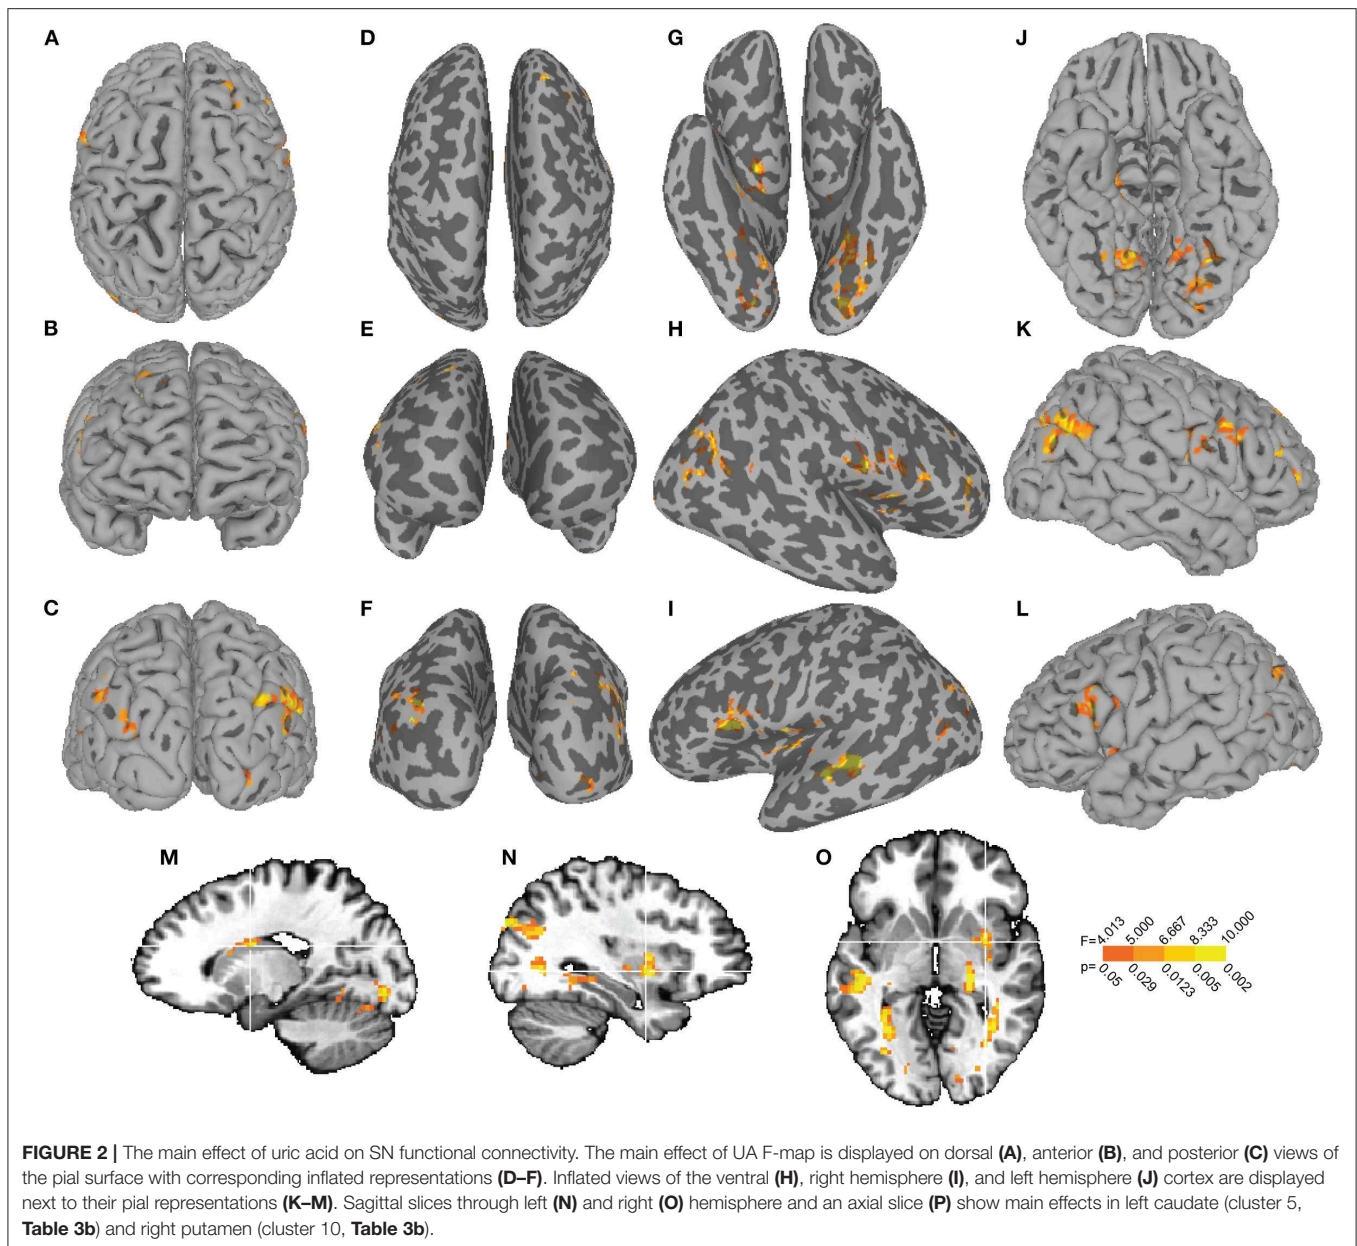 A
D
G
J
B
E
H
K
C
F
I
L
M
N
O
F= 4.013 5.000 6.667 8.333 10.000
p= 0.05 0.029 0.0123 0.005 0.002
FIGURE 2 | The main effect of uric acid on SN functional connectivity. The main effect of UA F-map is displayed on dorsal (A), anterior (B), and posterior (C) views of
the pial surface with corresponding inflated representations (D–F). Inflated views of the ventral (H), right hemisphere (I), and left hemisphere (J) cortex are displayed
next to their pial representations (K–M). Sagittal slices through left (N) and right (O) hemisphere and an axial slice (P) show main effects in left caudate (cluster 5,
Table 3b) and right putamen (cluster 10, Table 3b).